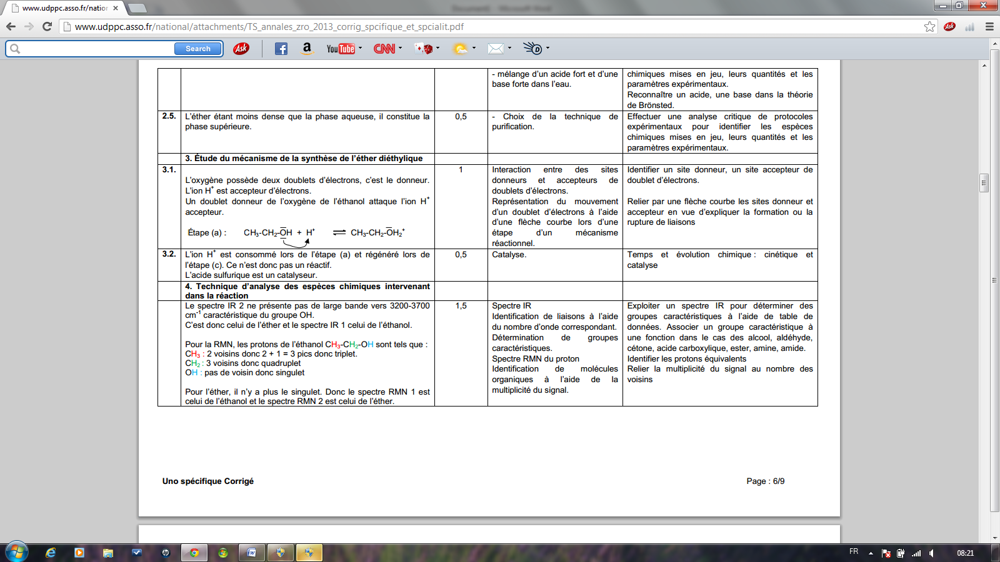 www.udppc.asso.fr/nation
www.udppc.asso.fr/national/attachments/TS_annales_zro_2013_corrig_spcifique_et_spcialit.pdf
Ask
Search
Ask
a
YouTube
CNN
D
- mélange d'un acide fort et d'une
base forte dans l'eau.
chimiques mises en jeu, leurs quantités et les
paramètres expérimentaux.
Reconnaître un acide, une base dans la théorie
de Brönsted.
2.5.
L'éther étant moins dense que la phase aqueuse, il constitue la
phase supérieure.
0,5
- Choix de la technique de
purification.
Effectuer une analyse critique de protocoles
expérimentaux pour identifier les espèces
chimiques mises en jeu, leurs quantités et les
paramètres expérimentaux.
3. Étude du mécanisme de la synthèse de l'éther diéthylique
3.1.
L'oxygène possède deux doublets d'électrons, c'est le donneur.
L'ion H⁺ est accepteur d'électrons.
Un doublet donneur de l'oxygène de l'éthanol attaque l'ion H⁺
accepteur.
Étape (a) : CH₃-CH₂-OH + H⁺ ⇌ CH₃-CH₂-OH₂⁺
1
Interaction entre des sites
donneurs et accepteurs de
doublets d'électrons.
Représentation du mouvement
d'un doublet d'électrons à l'aide
d'une flèche courbe lors d'une
étape d'un mécanisme
réactionnel.
Identifier un site donneur, un site accepteur de
doublet d'électrons.
Relier par une flèche courbe les sites donneur et
accepteur en vue d'expliquer la formation ou la
rupture de liaisons
3.2.
L'ion H⁺ est consommé lors de l'étape (a) et régénéré lors de
l'étape (c). Ce n'est donc pas un réactif.
L'acide sulfurique est un catalyseur.
0,5
Catalyse.
Temps et évolution chimique : cinétique et
catalyse
4. Technique d'analyse des espèces chimiques intervenant
dans la réaction
Le spectre IR 2 ne présente pas de large bande vers 3200-3700
cm⁻¹ caractéristique du groupe OH.
C'est donc celui de l'éther et le spectre IR 1 celui de l'éthanol.
Pour la RMN, les protons de l'éthanol CH₃-CH₂-OH sont tels que :
CH₃ : 2 voisins donc 2 + 1 = 3 pics donc triplet.
CH₂ : 3 voisins donc quadruplet
OH : pas de voisin donc singulet
Pour l'éther, il n'y a plus le singulet. Donc le spectre RMN 1 est
celui de l'éthanol et le spectre RMN 2 est celui de l'éther.
1,5
Spectre IR
Identification de liaisons à l'aide
du nombre d'onde correspondant.
Détermination de groupes
caractéristiques.
Spectre RMN du proton
Identification de molécules
organiques à l'aide de la
multiplicité du signal.
Exploiter un spectre IR pour déterminer des
groupes caractéristiques à l'aide de table de
données. Associer un groupe caractéristique à
une fonction dans le cas des alcool, aldéhyde,
cétone, acide carboxylique, ester, amine, amide.
Identifier les protons équivalents
Relier la multiplicité du signal au nombre des
voisins
Uno spécifique Corrigé
Page : 6/9
FR
08:21